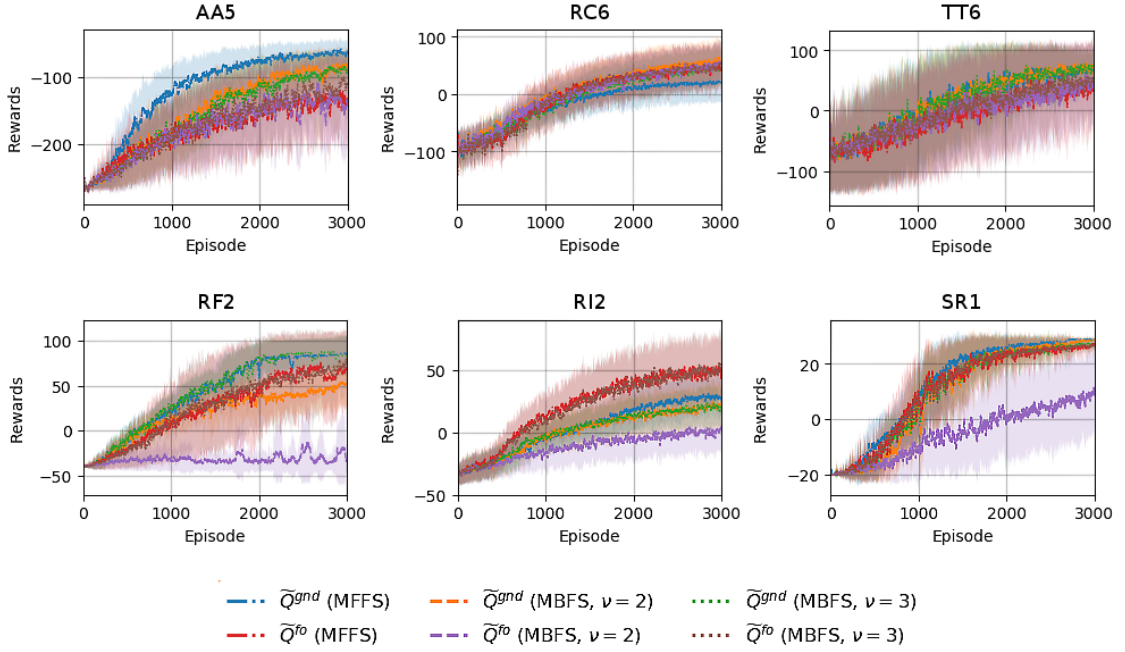 AA5
RC6
TT6
Rewards
−100
−200
0 1000 2000 3000
Episode
Rewards
100
0
−100
0 1000 2000 3000
Episode
Rewards
100
0
−100
0 1000 2000 3000
Episode
RF2
RI2
SR1
Rewards
100
50
0
−50
0 1000 2000 3000
Episode
Rewards
50
0
−50
0 1000 2000 3000
Episode
Rewards
20
0
−20
0 1000 2000 3000
Episode
Q̃^{gnd} (MFFS)
Q̃^{gnd} (MBFS, ν = 2)
Q̃^{gnd} (MBFS, ν = 3)
Q̃^{fo} (MFFS)
Q̃^{fo} (MBFS, ν = 2)
Q̃^{fo} (MBFS, ν = 3)